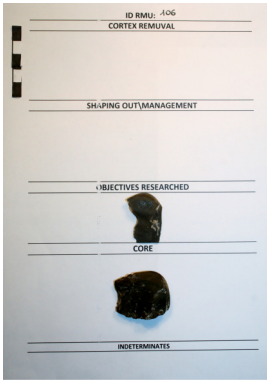 ID RMU: 106
CORTEX REMUVAL
SHAPING OUT\MANAGEMENT
OBJECTIVES RESEARCHED
CORE
INDETERMINATES